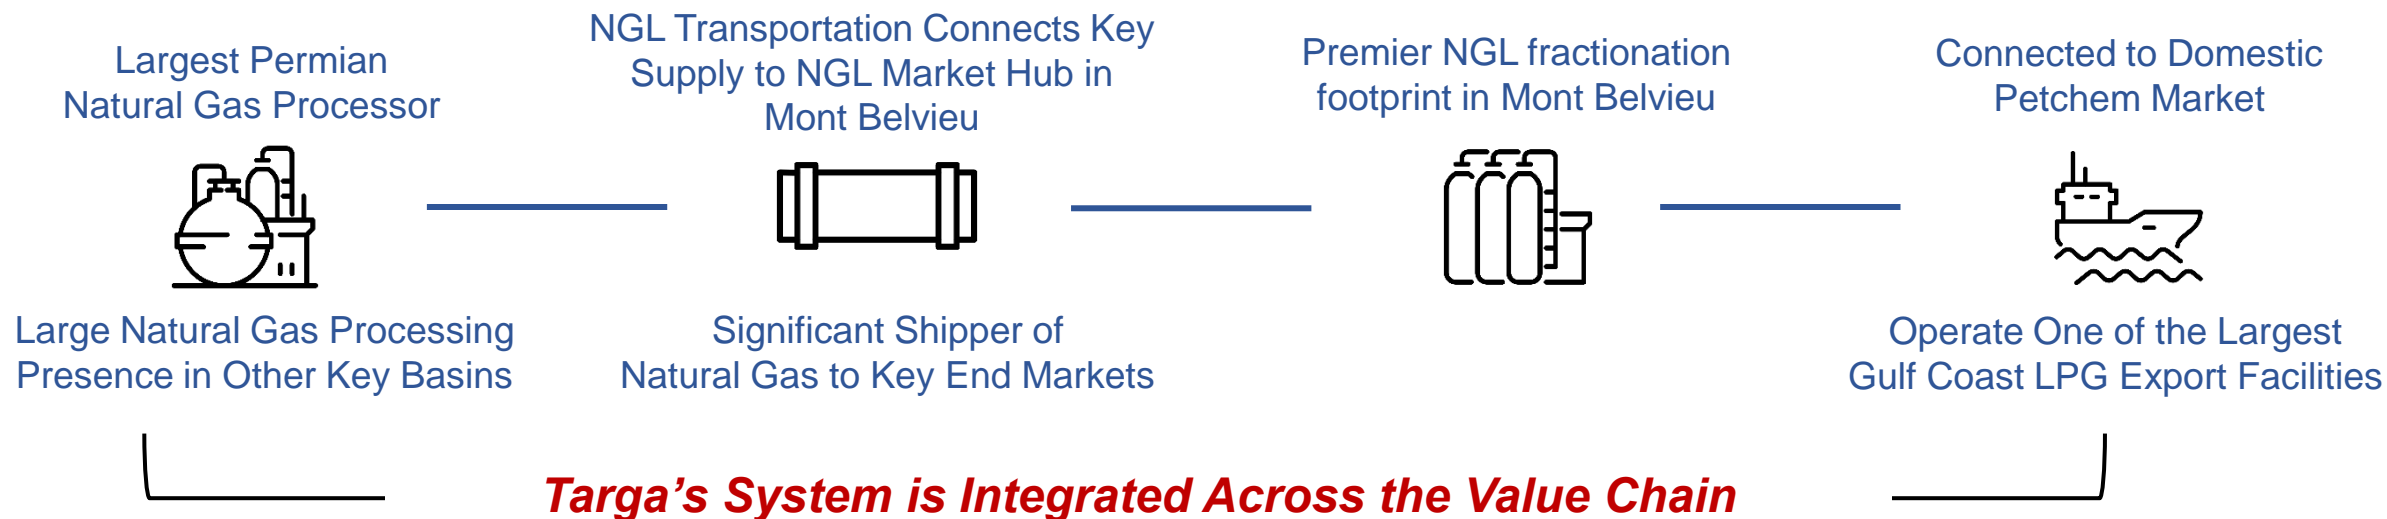 Largest Permian
Natural Gas Processor
Large Natural Gas Processing
Presence in Other Key Basins
NGL Transportation Connects Key
Supply to NGL Market Hub in
Mont Belvieu
Significant Shipper of
Natural Gas to Key End Markets
Premier NGL fractionation
footprint in Mont Belvieu
Connected to Domestic
Petchem Market
Operate One of the Largest
Gulf Coast LPG Export Facilities
Targa’s System is Integrated Across the Value Chain